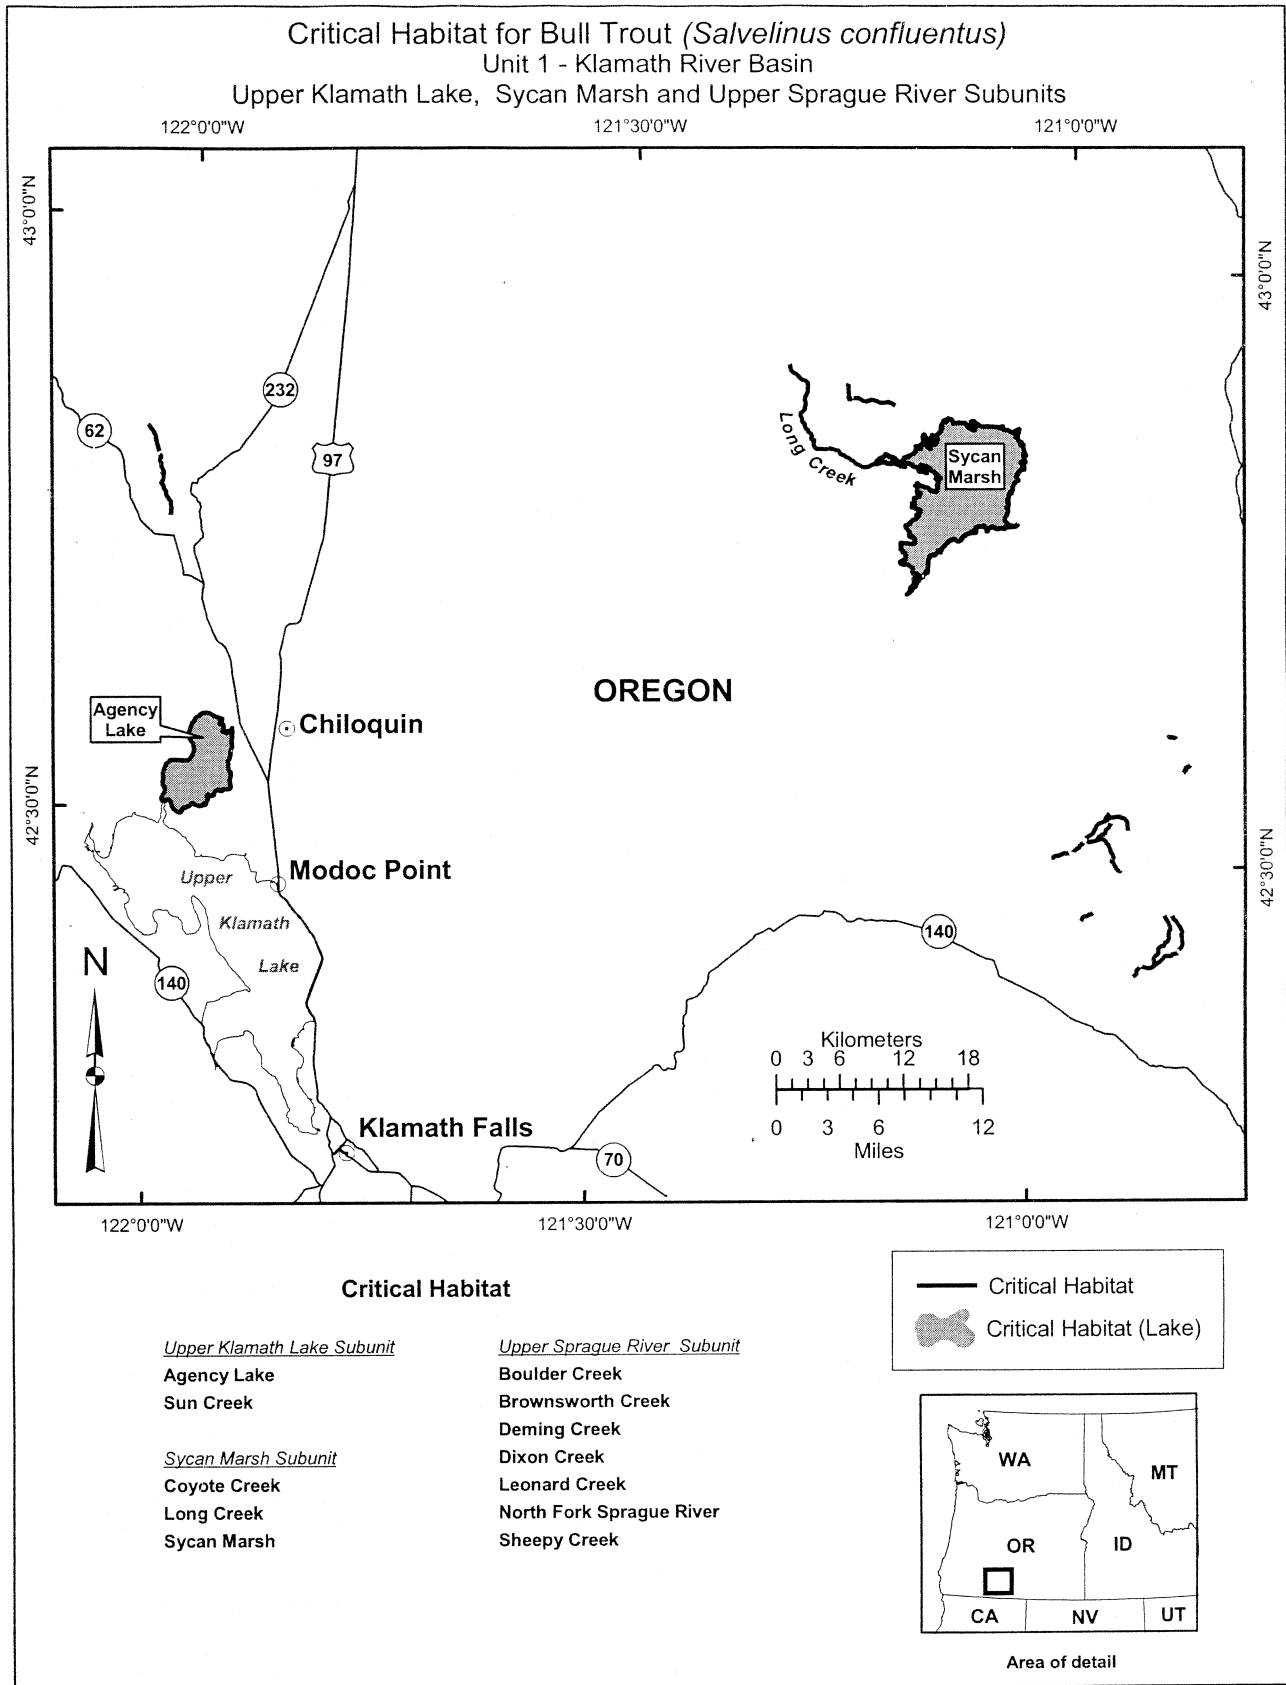 Critical Habitat for Bull Trout (Salvelinus confluentus)
Unit 1 - Klamath River Basin
Upper Klamath Lake, Sycan Marsh and Upper Sprague River Subunits
122°0'0"W
121°30'0"W
121°0'0"W
43°0'0"N
43°0'0"N
232
62
97
Long Creek
Sycan
Marsh
OREGON
Agency
Lake
Chiloquin
42°30'0"N
42°30'0"N
Modoc Point
Upper
Klamath
Lake
N
140
140
Kilometers
0 3 6 12 18
0 3 6 12
Miles
Klamath Falls
70
122°0'0"W
121°30'0"W
121°0'0"W
Critical Habitat
Upper Klamath Lake Subunit
Agency Lake
Sun Creek
Sycan Marsh Subunit
Coyote Creek
Long Creek
Sycan Marsh
Upper Sprague River Subunit
Boulder Creek
Brownsworth Creek
Deming Creek
Dixon Creek
Leonard Creek
North Fork Sprague River
Sheepy Creek
Critical Habitat
Critical Habitat (Lake)
WA
MT
OR
ID
CA
NV
UT
Area of detail